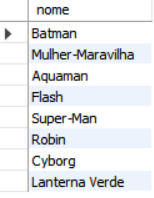 nome
Batman
Mulher-Maravilha
Aquaman
Flash
Super-Man
Robin
Cyborg
Lanterna Verde